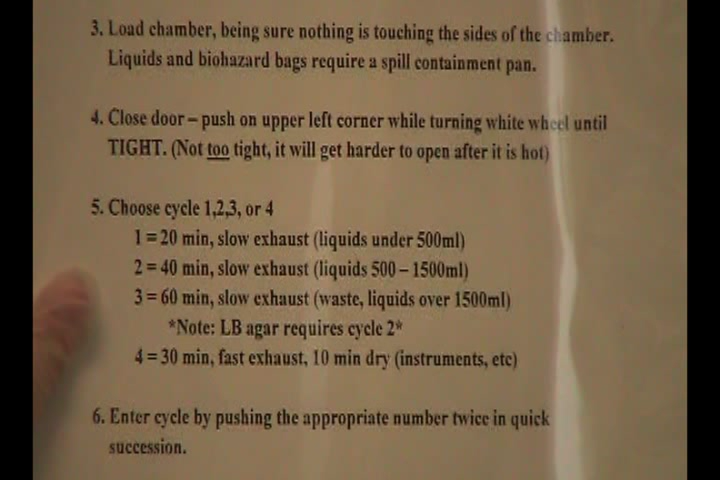 3. Load chamber, being sure nothing is touching the sides of the chamber.
Liquids and biohazard bags require a spill containment pan.
4. Close door – push on upper left corner while turning white wheel until
TIGHT. (Not too tight, it will get harder to open after it is hot)
5. Choose cycle 1,2,3, or 4
1 = 20 min, slow exhaust (liquids under 500ml)
2 = 40 min, slow exhaust (liquids 500 – 1500ml)
3 = 60 min, slow exhaust (waste, liquids over 1500ml)
*Note: LB agar requires cycle 2*
4 = 30 min, fast exhaust, 10 min dry (instruments, etc)
6. Enter cycle by pushing the appropriate number twice in quick
succession.